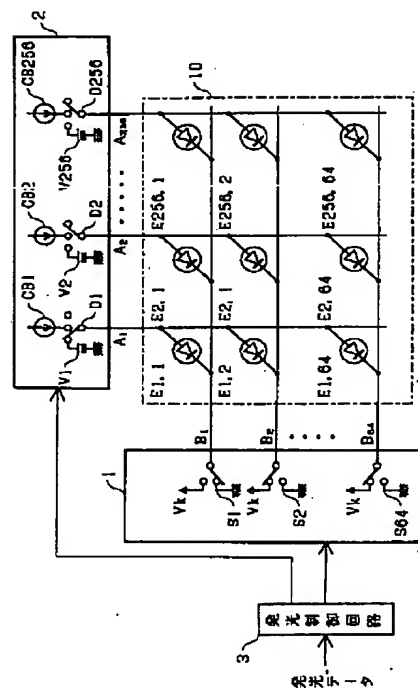 2
CB1 CB2 CB256
V1 D1 V2 D2 V256 D256
A1 A2 ..... A256
10
E1,1 E2,1 E256,1
E1,2 E2,1 E256,2
E1,64 E2,64 E256,64
1
B1
B2
.....
B64
Vk S1
Vk S2
Vk S64
3
発光制御回路
発光データ